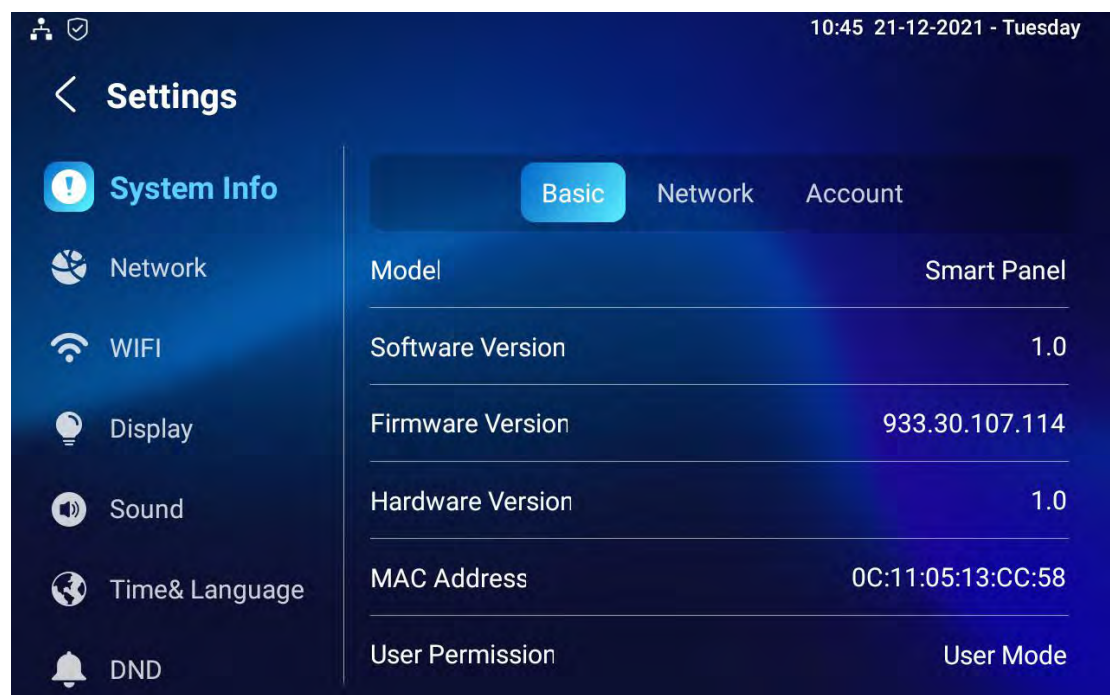 10:45 21-12-2021 - Tuesday
Settings
System Info
Network
WIFI
Display
Sound
Time& Language
DND
Basic Network Account
Model Smart Panel
Software Version 1.0
Firmware Version 933.30.107.114
Hardware Version 1.0
MAC Address 0C:11:05:13:CC:58
User Permission User Mode